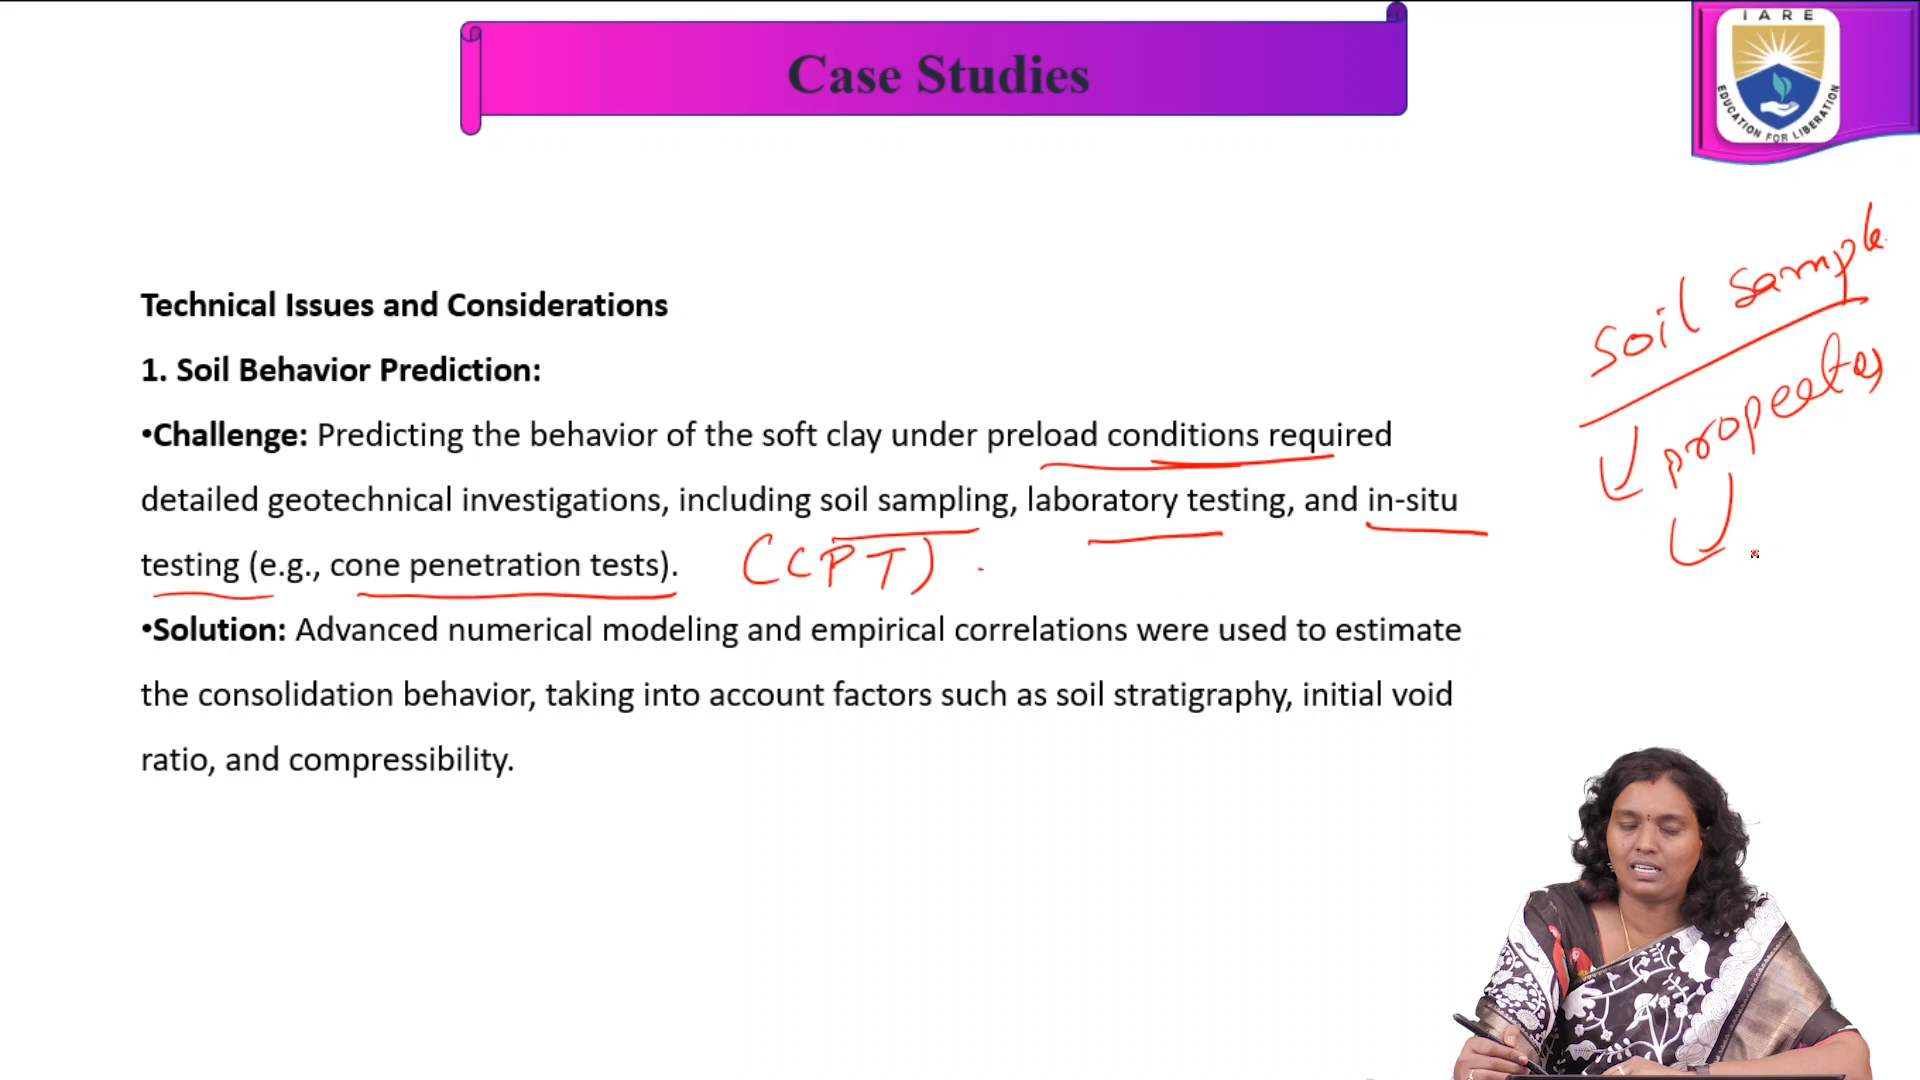 Case Studies
IARE
EDUCATION FOR LIBERATION
Technical Issues and Considerations
1. Soil Behavior Prediction:
•Challenge: Predicting the behavior of the soft clay under preload conditions required
detailed geotechnical investigations, including soil sampling, laboratory testing, and in-situ
testing (e.g., cone penetration tests). (CPT).
•Solution: Advanced numerical modeling and empirical correlations were used to estimate
the consolidation behavior, taking into account factors such as soil stratigraphy, initial void
ratio, and compressibility.
soil sample